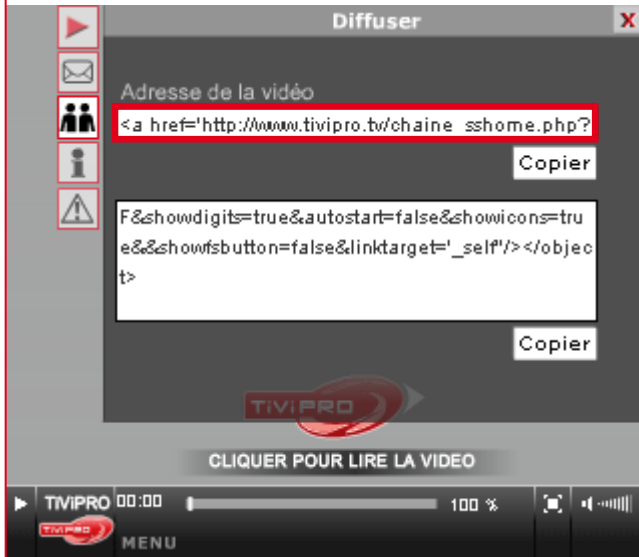 Diffuser X
Adresse de la vidéo
<a href='http://www.tivipro.tv/chaine_sshome.php?
Copier
F&showdigits=true&autostart=false&showicons=tru
e&&showfsbutton=false&linktarget='_self'/></objec
t>
Copier
TiViPRO
CLIQUER POUR LIRE LA VIDEO
TiViPRO 00:00 100 %
TiViPRO
MENU